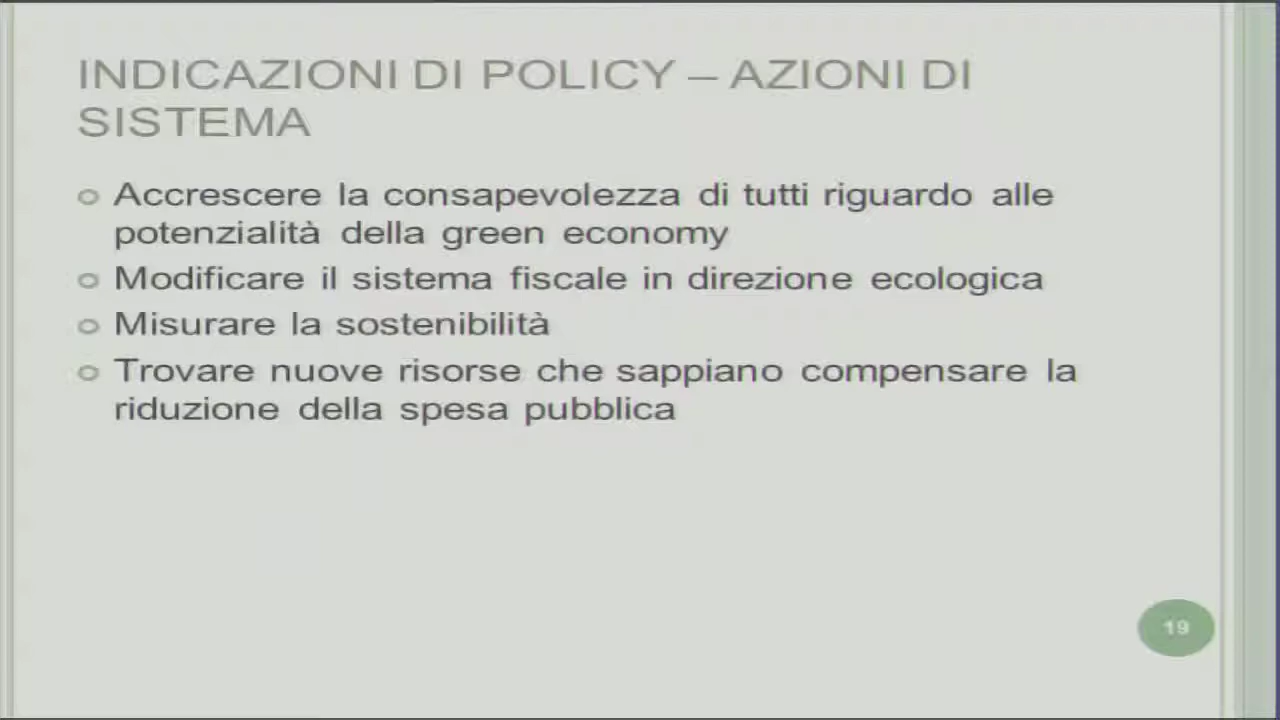 INDICAZIONI DI POLICY – AZIONI DI
SISTEMA
Accrescere la consapevolezza di tutti riguardo alle
potenzialità della green economy
Modificare il sistema fiscale in direzione ecologica
Misurare la sostenibilità
Trovare nuove risorse che sappiano compensare la
riduzione della spesa pubblica
19